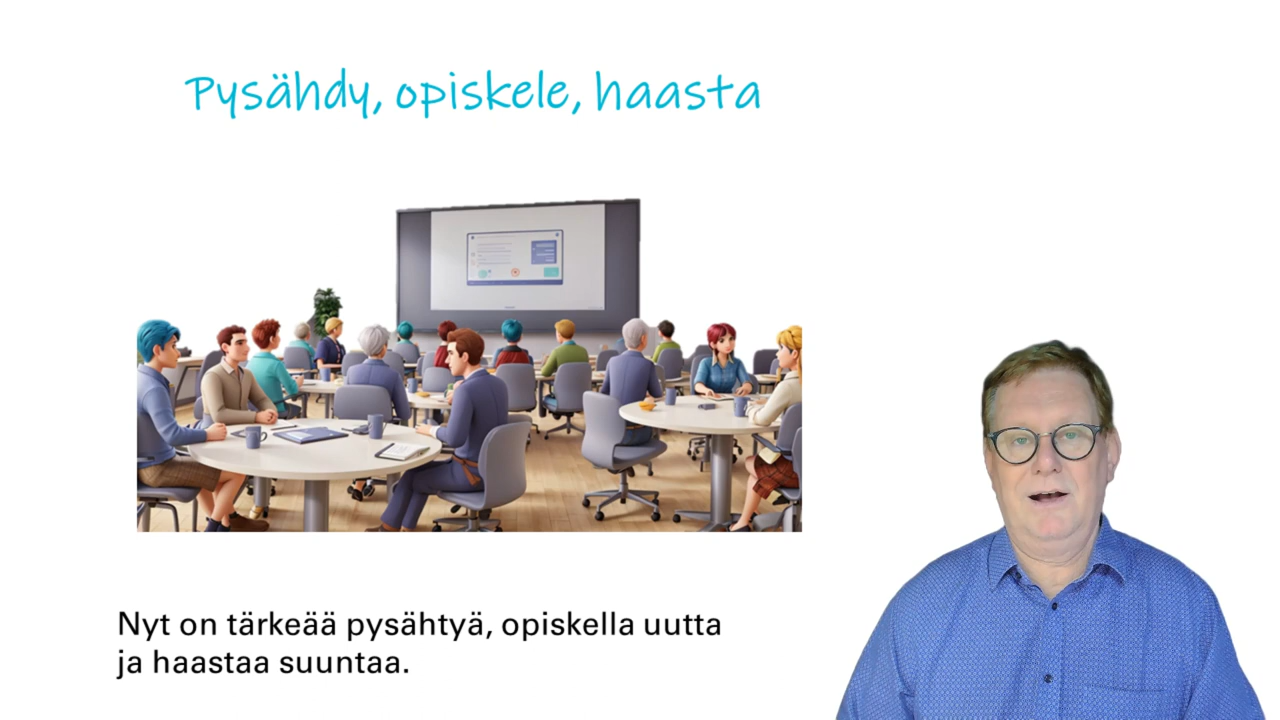 Pysähdy, opiskele, haasta
Nyt on tärkeää pysähtyä, opiskella uutta
ja haastaa suuntaa.